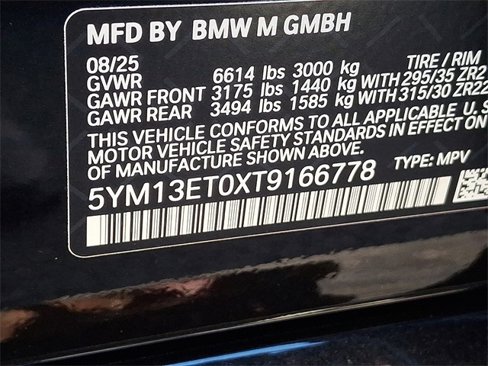 MFD BY BMW M GMBH
08/25 TIRE / RIM
GVWR 6614 lbs 3000 kg
GAWR FRONT 3175 lbs 1440 kg WITH 295/35 ZR2
GAWR REAR 3494 lbs 1585 kg WITH 315/30 ZR22
THIS VEHICLE CONFORMS TO ALL APPLICABLE U. S.
MOTOR VEHICLE SAFETY STANDARDS IN EFFECT ON
OF MANUFACTURE SHOWN ABOVE.
5YM13ET0XT9166778 TYPE: MPV